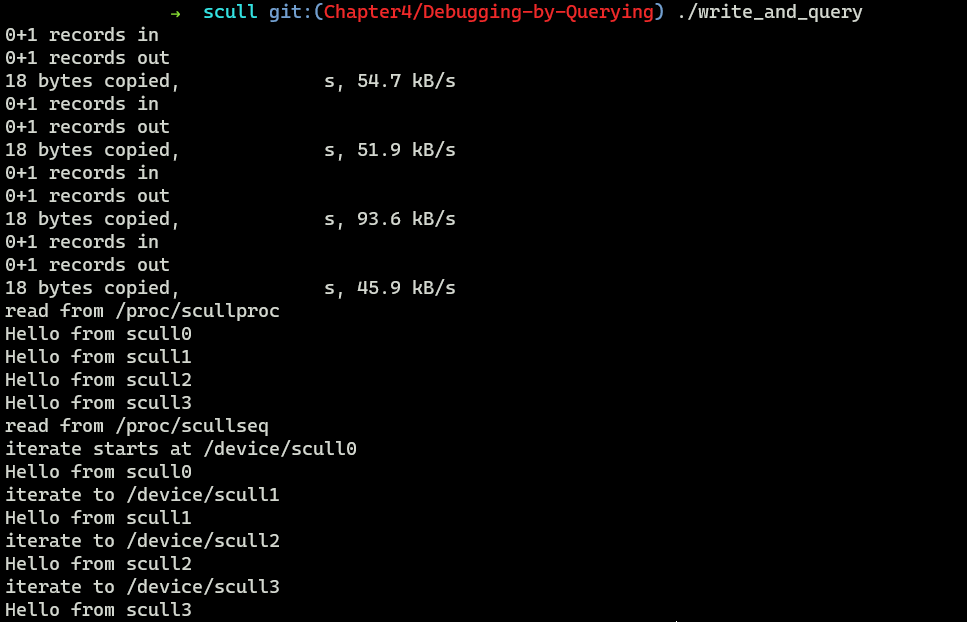 → scull git:(Chapter4/Debugging-by-Querying) ./write_and_query
0+1 records in
0+1 records out
18 bytes copied, s, 54.7 kB/s
0+1 records in
0+1 records out
18 bytes copied, s, 51.9 kB/s
0+1 records in
0+1 records out
18 bytes copied, s, 93.6 kB/s
0+1 records in
0+1 records out
18 bytes copied, s, 45.9 kB/s
read from /proc/scullproc
Hello from scull0
Hello from scull1
Hello from scull2
Hello from scull3
read from /proc/scullseq
iterate starts at /device/scull0
Hello from scull0
iterate to /device/scull1
Hello from scull1
iterate to /device/scull2
Hello from scull2
iterate to /device/scull3
Hello from scull3